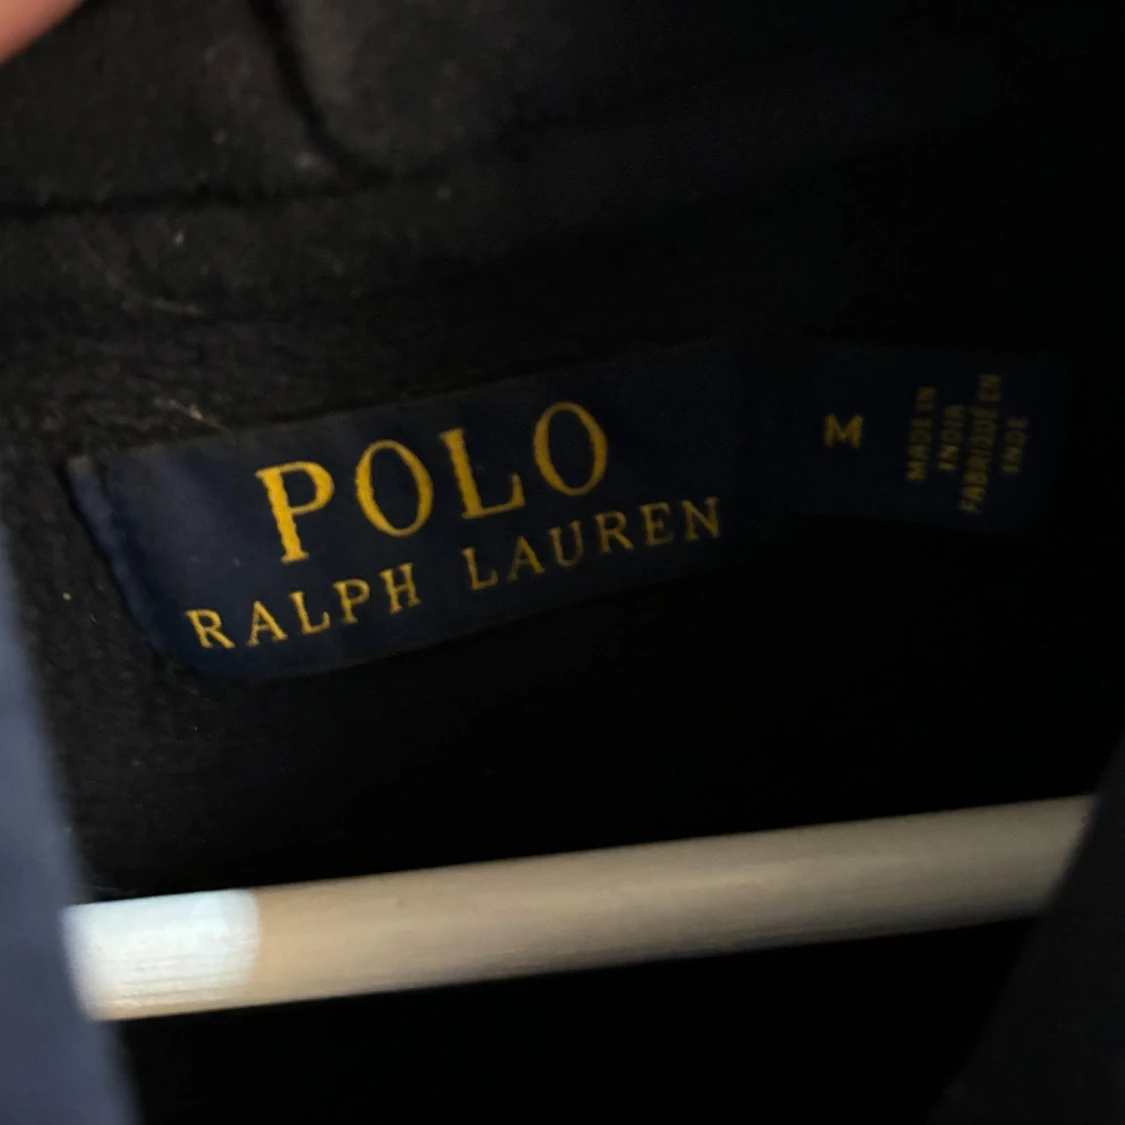 POLO
RALPH LAUREN
M
MADE IN
INDIA
FABRIQUÉ EN
INDE